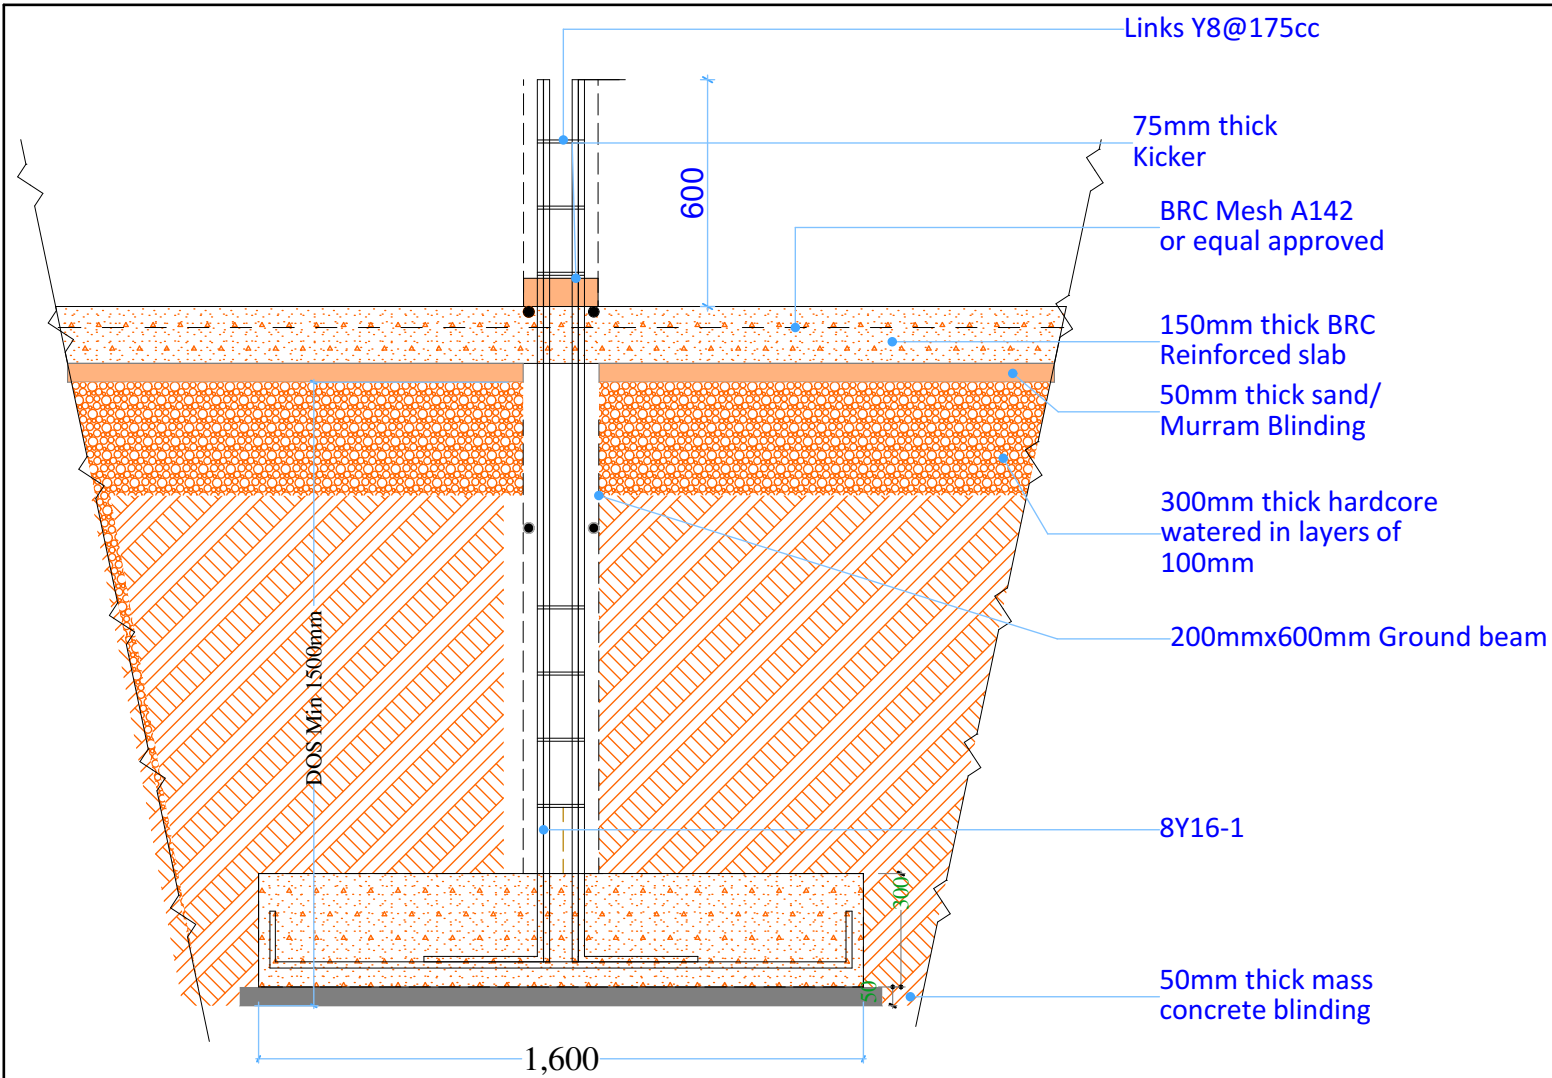 Links Y8@175cc
75mm thick
Kicker
600
BRC Mesh A142
or equal approved
150mm thick BRC
Reinforced slab
50mm thick sand/
Murram Blinding
300mm thick hardcore
watered in layers of
100mm
200mmx600mm Ground beam
DOS Min 1500mm
8Y16-1
300
50mm thick mass
concrete blinding
50
1,600